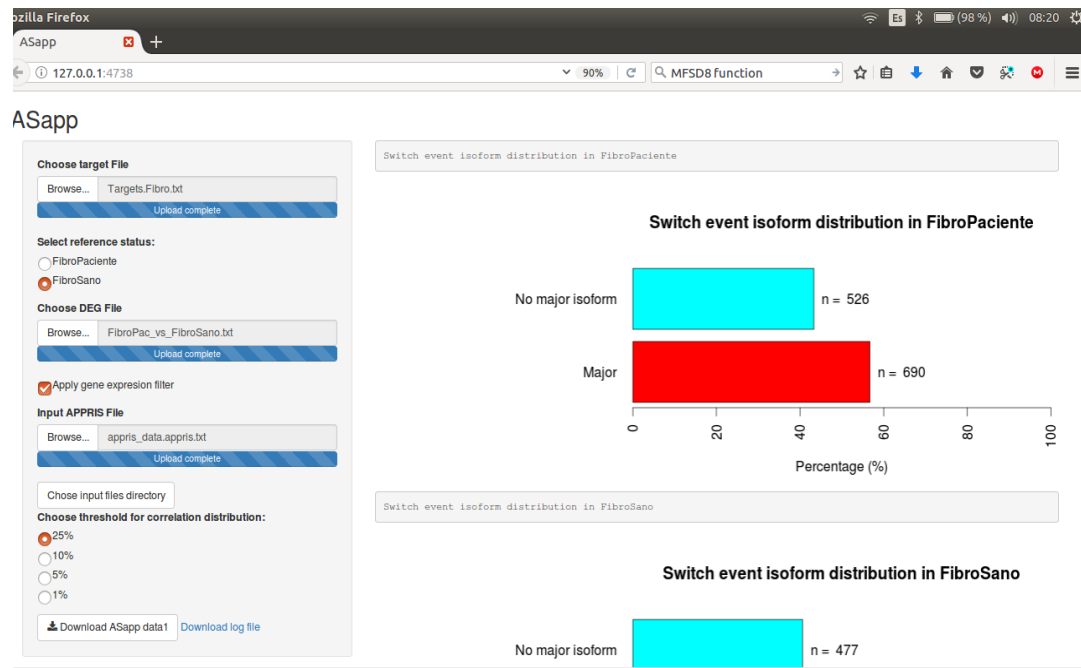 ozilla Firefox
Es (98 %) 08:20
ASapp
127.0.0.1:4738 90% MFSD8 function
ASapp
Choose target File
Browse... Targets.Fibro.txt
Upload complete
Select reference status:
FibroPaciente
FibroSano
Choose DEG File
Browse... FibroPac_vs_FibroSano.txt
Upload complete
Apply gene expresion filter
Input APPRIS File
Browse... appris_data.appris.txt
Upload complete
Chose input files directory
Choose threshold for correlation distribution:
25%
10%
5%
1%
Download ASapp data1 Download log file
Switch event isoform distribution in FibroPaciente
Switch event isoform distribution in FibroPaciente
No major isoform n = 526
Major n = 690
0 20 40 60 80 100
Percentage (%)
Switch event isoform distribution in FibroSano
Switch event isoform distribution in FibroSano
No major isoform n = 477